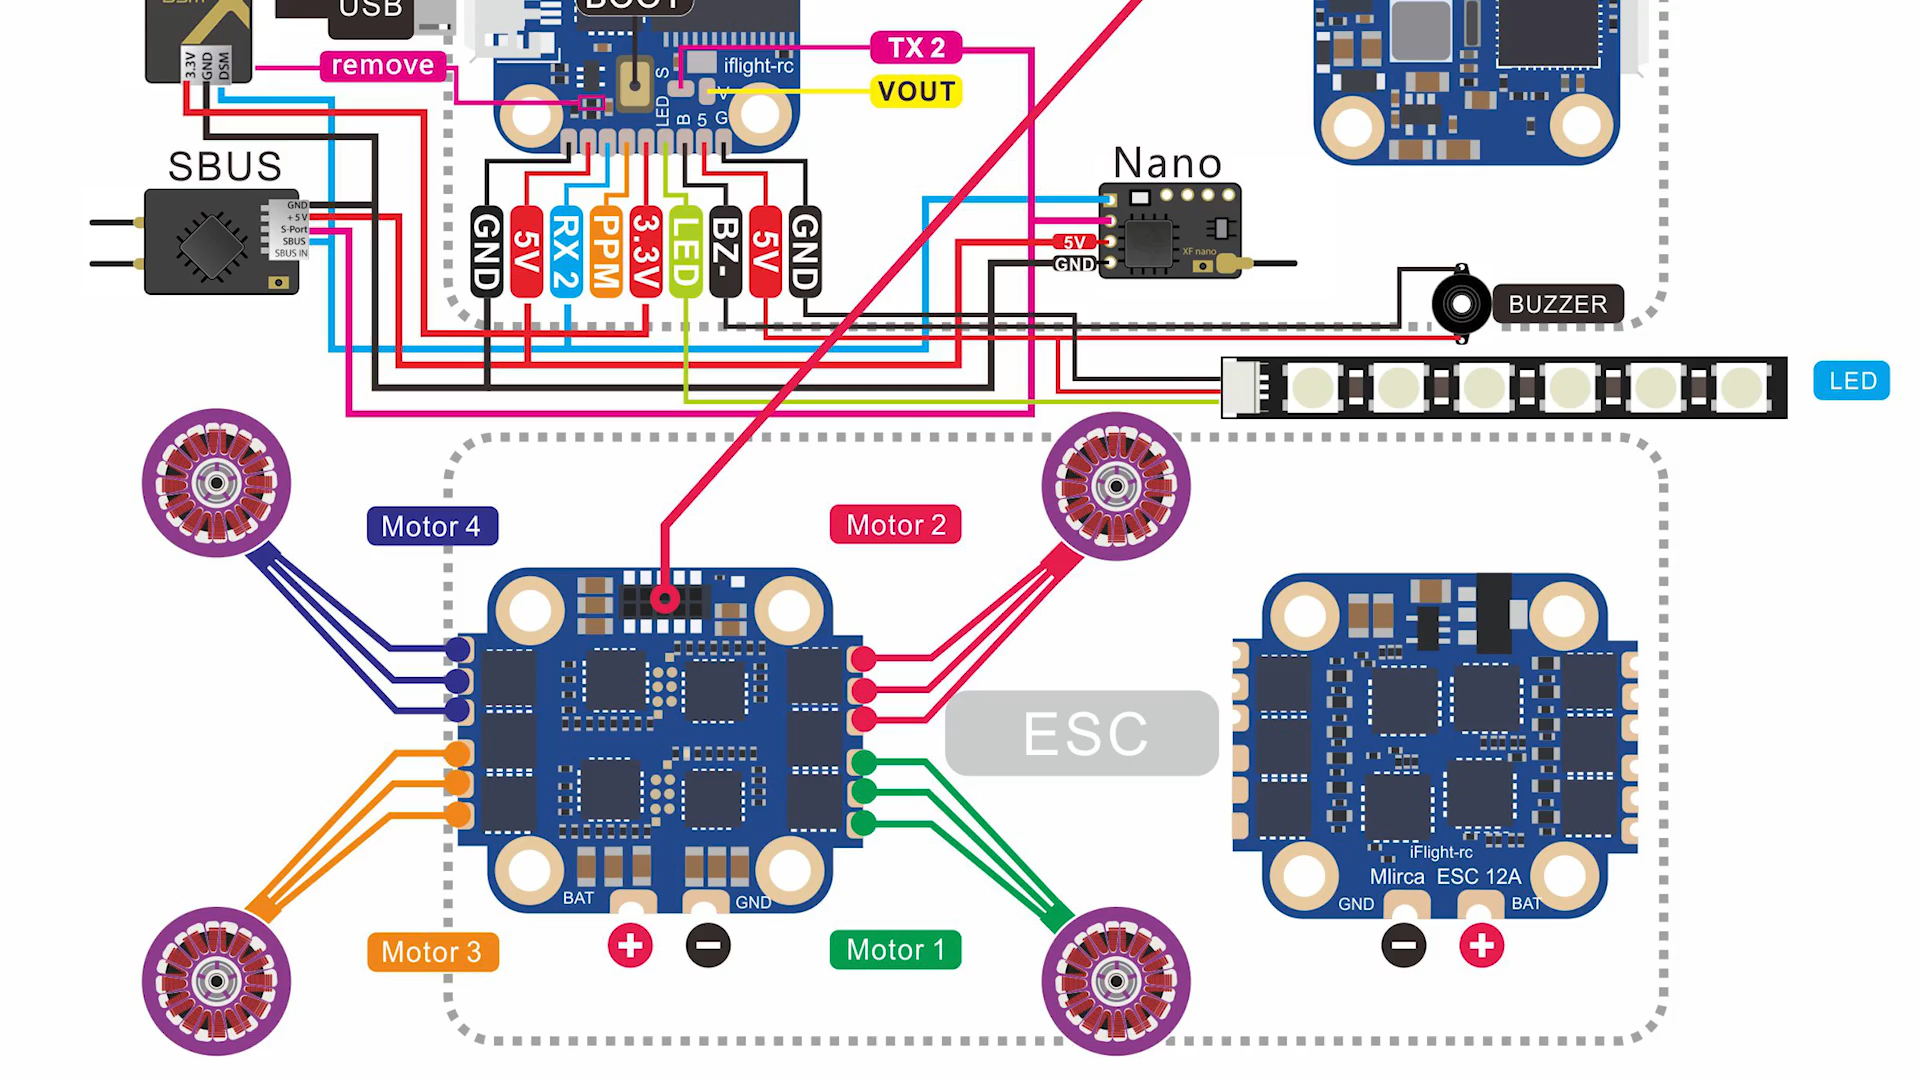 USB
BOOT
3.3V
GND
DSM
remove
TX 2
iflight-rc
VOUT
S
V
LED
B
5
G
SBUS
GND
+5V
S-Port
SBUS
SBUS IN
GND
5V
RX 2
PPM
3.3V
LED
BZ-
5V
GND
Nano
5V
GND
XF nano
BUZZER
LED
Motor 4
Motor 2
ESC
BAT
GND
Motor 3
Motor 1
iFlight-rc
MIirca ESC 12A
GND
BAT